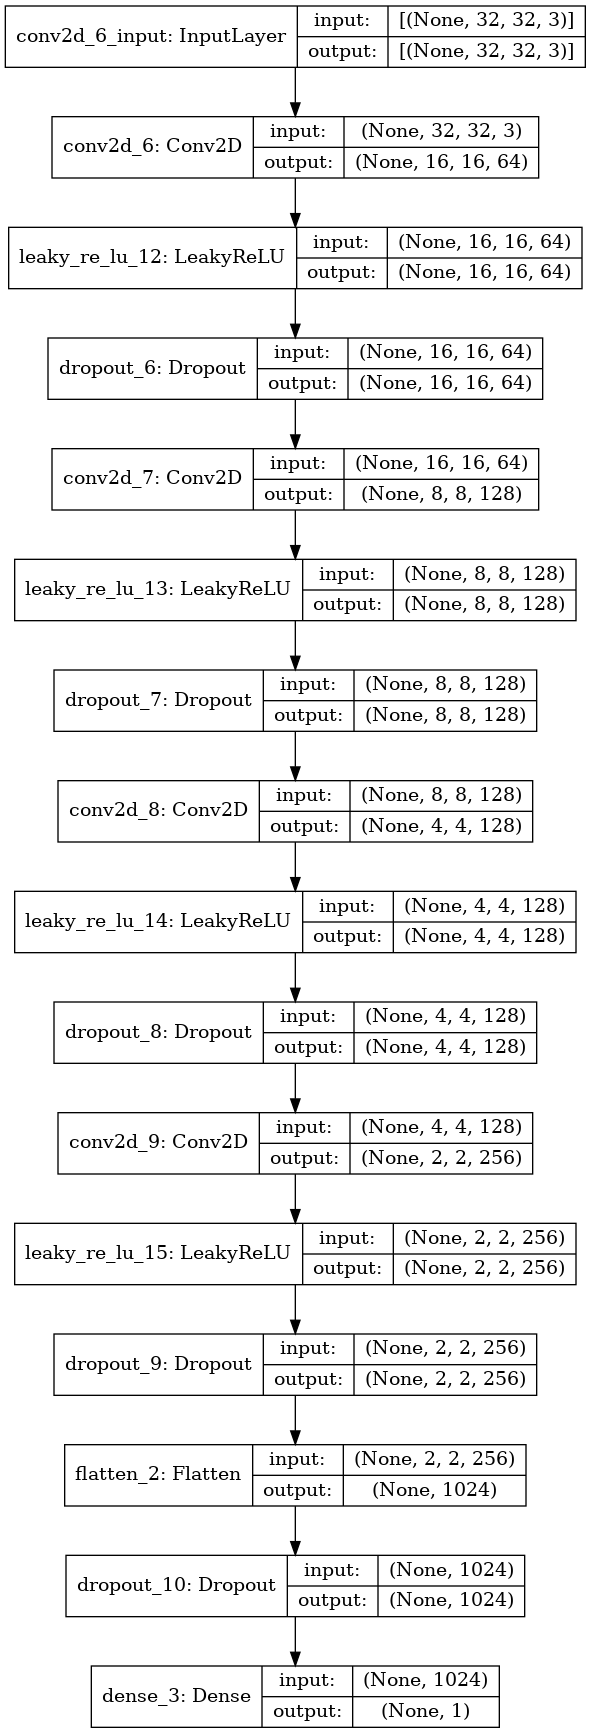 conv2d_6_input: InputLayer
input: [(None, 32, 32, 3)]
output: [(None, 32, 32, 3)]
conv2d_6: Conv2D
input: (None, 32, 32, 3)
output: (None, 16, 16, 64)
leaky_re_lu_12: LeakyReLU
input: (None, 16, 16, 64)
output: (None, 16, 16, 64)
dropout_6: Dropout
input: (None, 16, 16, 64)
output: (None, 16, 16, 64)
conv2d_7: Conv2D
input: (None, 16, 16, 64)
output: (None, 8, 8, 128)
leaky_re_lu_13: LeakyReLU
input: (None, 8, 8, 128)
output: (None, 8, 8, 128)
dropout_7: Dropout
input: (None, 8, 8, 128)
output: (None, 8, 8, 128)
conv2d_8: Conv2D
input: (None, 8, 8, 128)
output: (None, 4, 4, 128)
leaky_re_lu_14: LeakyReLU
input: (None, 4, 4, 128)
output: (None, 4, 4, 128)
dropout_8: Dropout
input: (None, 4, 4, 128)
output: (None, 4, 4, 128)
conv2d_9: Conv2D
input: (None, 4, 4, 128)
output: (None, 2, 2, 256)
leaky_re_lu_15: LeakyReLU
input: (None, 2, 2, 256)
output: (None, 2, 2, 256)
dropout_9: Dropout
input: (None, 2, 2, 256)
output: (None, 2, 2, 256)
flatten_2: Flatten
input: (None, 2, 2, 256)
output: (None, 1024)
dropout_10: Dropout
input: (None, 1024)
output: (None, 1024)
dense_3: Dense
input: (None, 1024)
output: (None, 1)